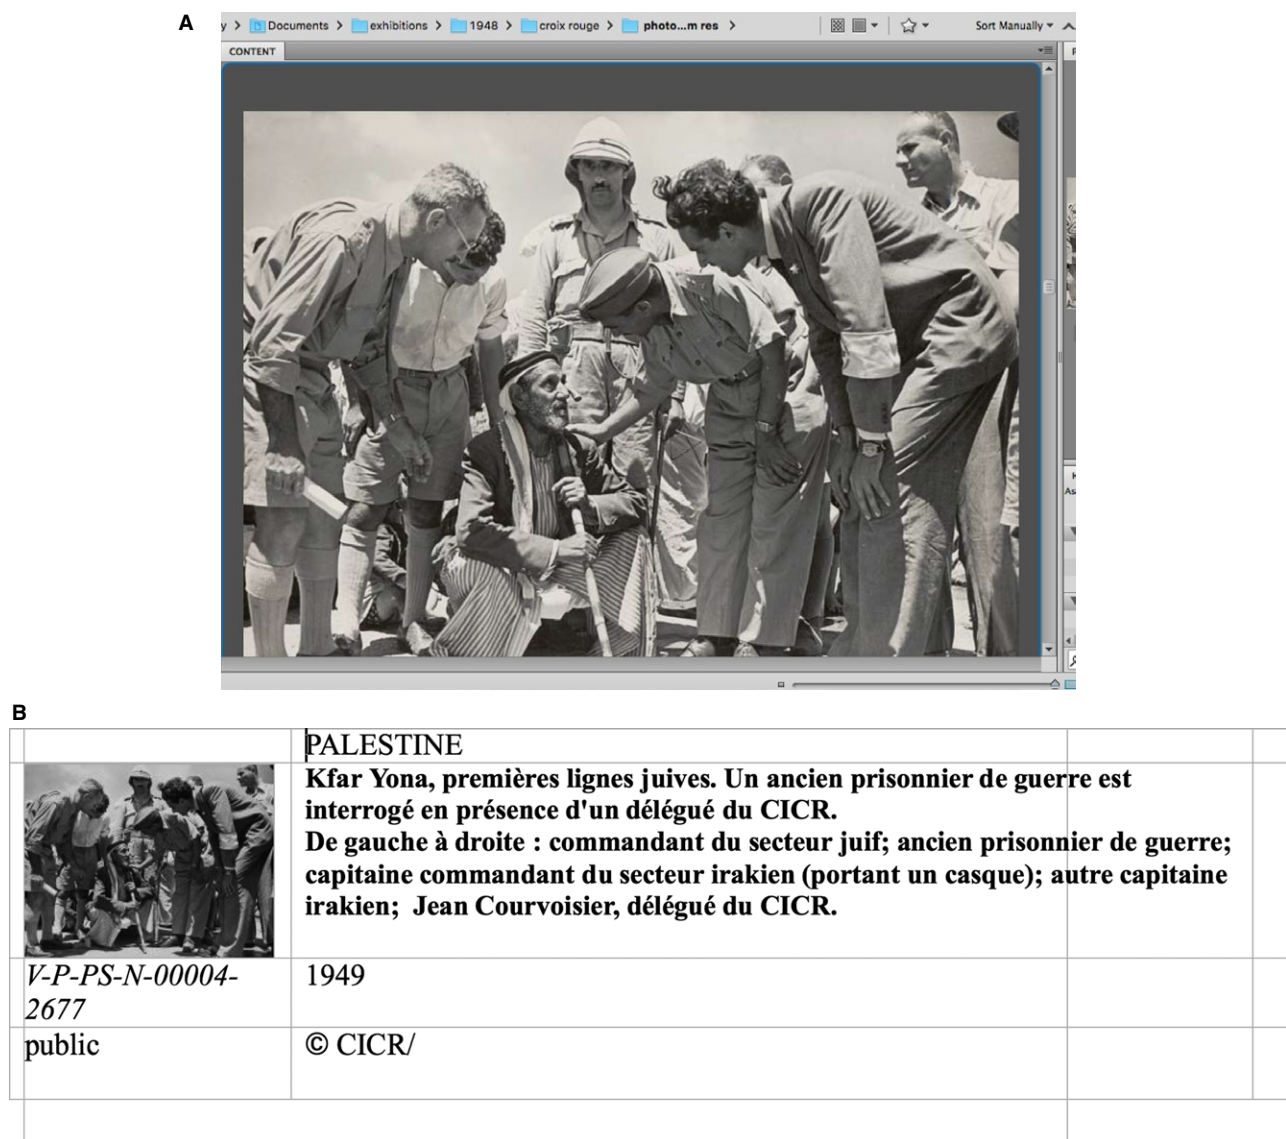 A
y > Documents > exhibitions > 1948 > croix rouge > photo...m res >
Sort Manually
CONTENT
B
PALESTINE
Kfar Yona, premières lignes juives. Un ancien prisonnier de guerre est
interrogé en présence d'un délégué du CICR.
De gauche à droite : commandant du secteur juif; ancien prisonnier de guerre;
capitaine commandant du secteur irakien (portant un casque); autre capitaine
irakien; Jean Courvoisier, délégué du CICR.
V-P-PS-N-00004-
2677
1949
public
© CICR/